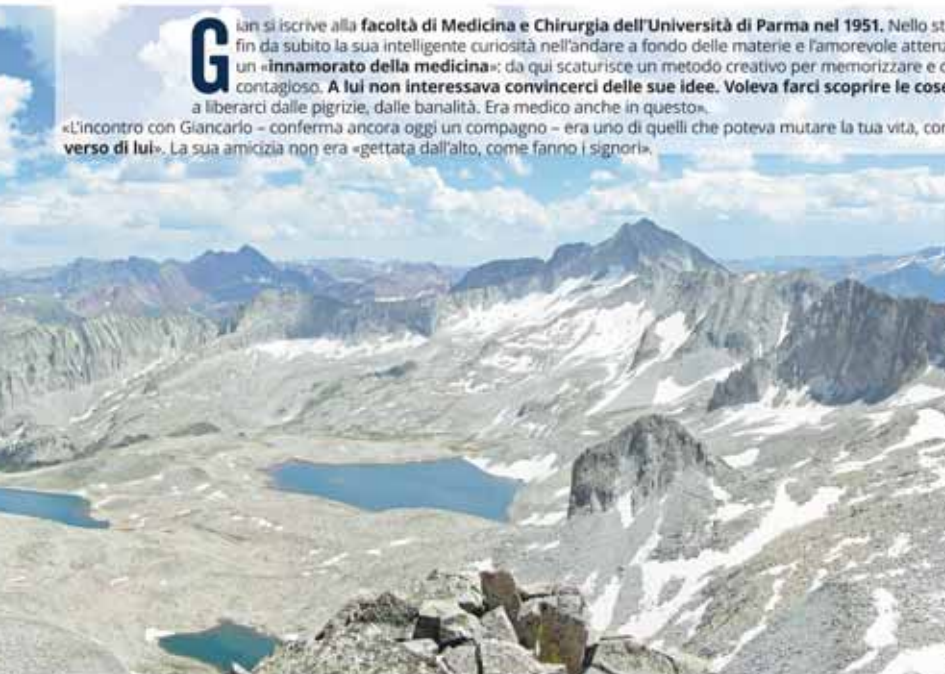 Gian si iscrive alla facoltà di Medicina e Chirurgia dell'Università di Parma nel 1951. Nello
fin da subito la sua intelligente curiosità nell'andare a fondo delle materie e l'amorevole
un «innamorato della medicina»: da qui scaturisce un metodo creativo per memorizzare e
contagioso. A lui non interessava convincerci delle sue idee. Voleva farci scoprire le cose
a liberarci dalle pigrizie, dalle banalità. Era medico anche in questo».
«L'incontro con Giancarlo – conferma ancora oggi un compagno – era uno di quelli che poteva mutare la tua vita,
verso di lui». La sua amicizia non era «gettata dall'alto, come fanno i signori».